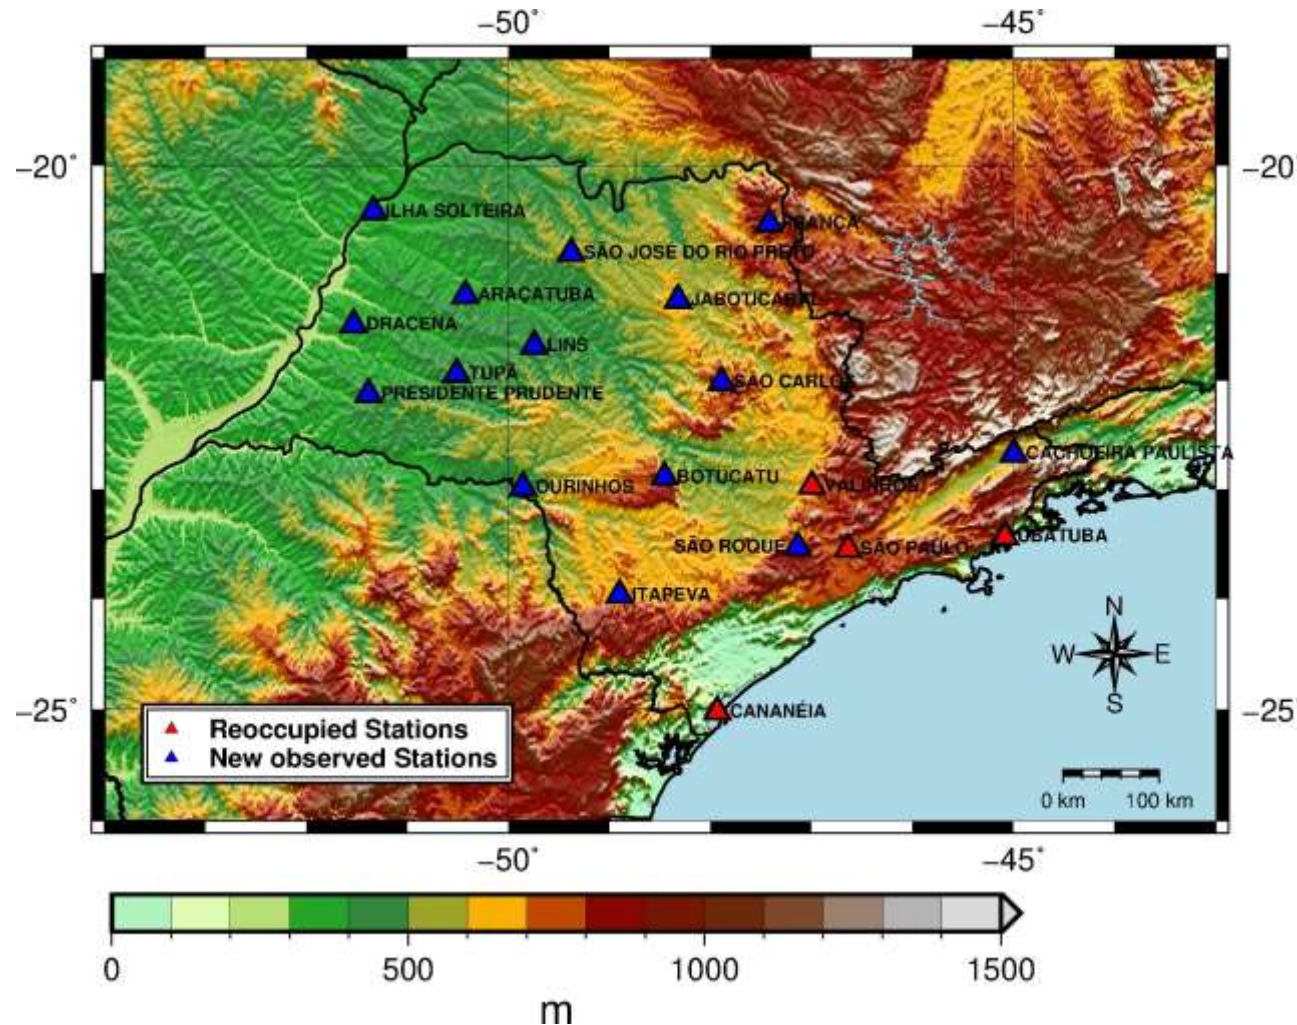 −50° −45°
−20° −20°
ILHA SOLTEIRA
FRANÇA
SÃO JOSE DO RIO PRETO
ARAÇATUBA
JABOTICABAL
DRACENA
LINS
TUPÃ
SÃO CARLOS
PRESIDENTE PRUDENTE
CACHOEIRA PAULISTA
BOTUCATU
OURINHOS
VALINHOS
UBATUBA
SÃO ROQUE
SÃO PAULO
ITAPEVA
N
W E
S
−25° −25°
CANANÉIA
Reoccupied Stations
New observed Stations
0 km 100 km
−50° −45°
0 500 1000 1500
m